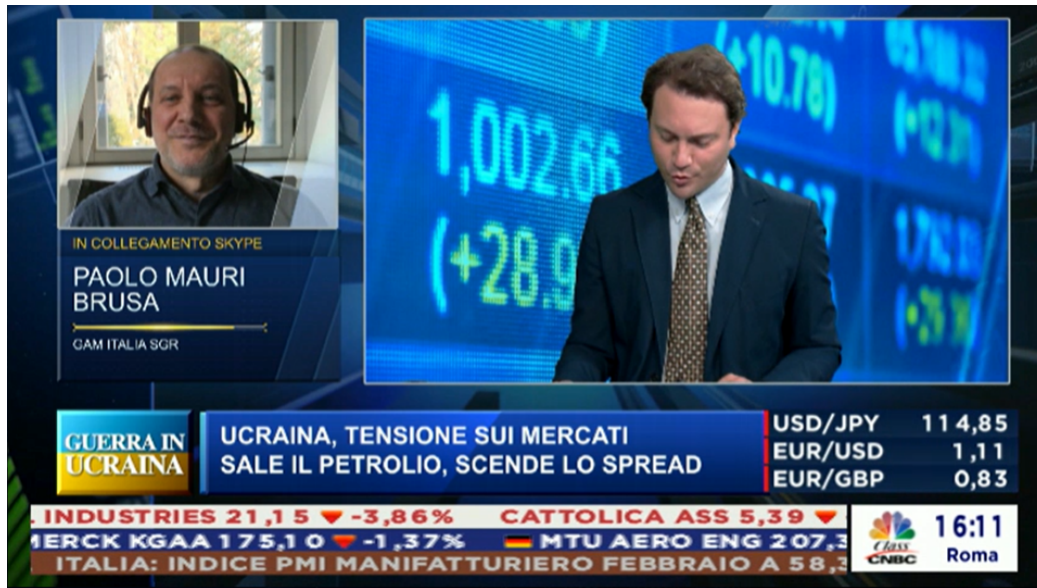 1,002.66
(+28.9
(+10.78)
IN COLLEGAMENTO SKYPE
PAOLO MAURI
BRUSA
GAM ITALIA SGR
GUERRA IN
UCRAINA
UCRAINA, TENSIONE SUI MERCATI
SALE IL PETROLIO, SCENDE LO SPREAD
USD/JPY 114,85
EUR/USD 1,11
EUR/GBP 0,83
INDUSTRIES 21,15 -3,86% CATTOLICA ASS 5,39
MERCK KGAA 175,10 -1,37% MTU AERO ENG 207,3
ITALIA: INDICE PMI MANIFATTURIERO FEBBRAIO A 58,3
Class
CNBC
16:11
Roma